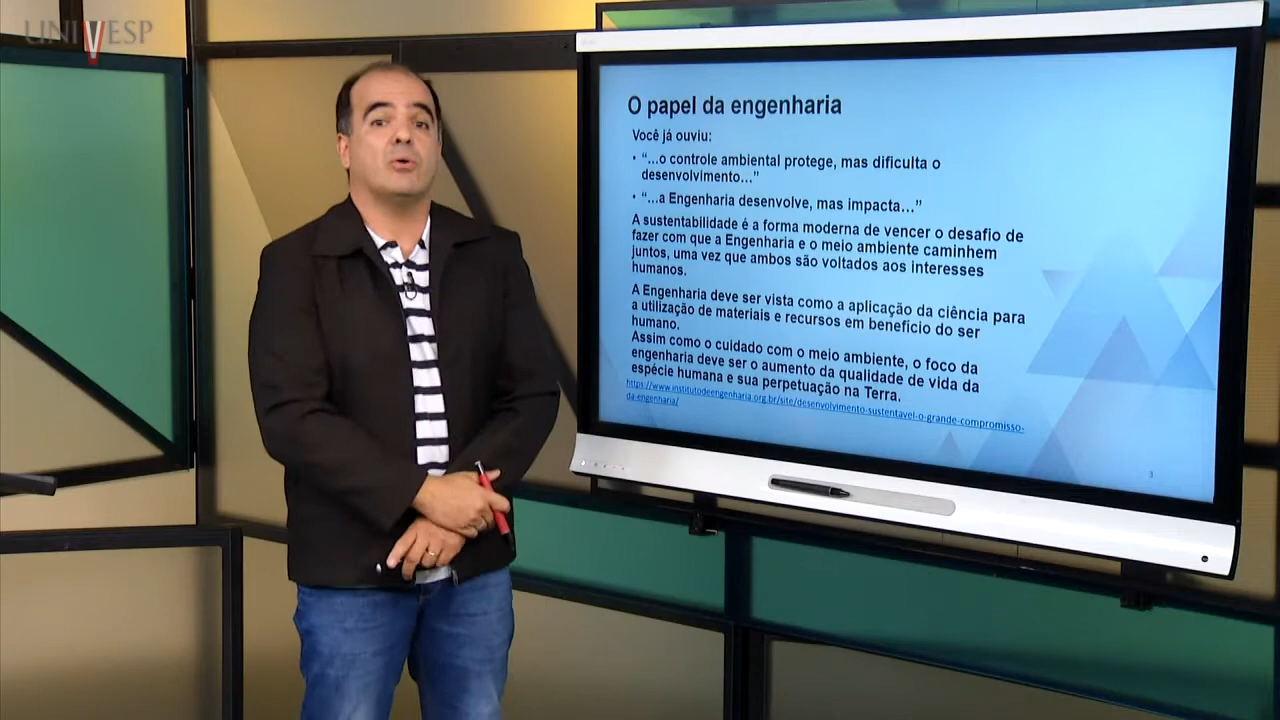 UNIVESP
O papel da engenharia
Você já ouviu:
• “...o controle ambiental protege, mas dificulta o
desenvolvimento...”
• “...a Engenharia desenvolve, mas impacta...”
A sustentabilidade é a forma moderna de vencer o desafio de
fazer com que a Engenharia e o meio ambiente caminhem
juntos, uma vez que ambos são voltados aos interesses
humanos.
A Engenharia deve ser vista como a aplicação da ciência para
a utilização de materiais e recursos em benefício do ser
humano.
Assim como o cuidado com o meio ambiente, o foco da
engenharia deve ser o aumento da qualidade de vida da
espécie humana e sua perpetuação na Terra.
https://www.institutodeengenharia.org.br/site/desenvolvimento-sustentavel-o-grande-compromisso-
da-engenharia/
3